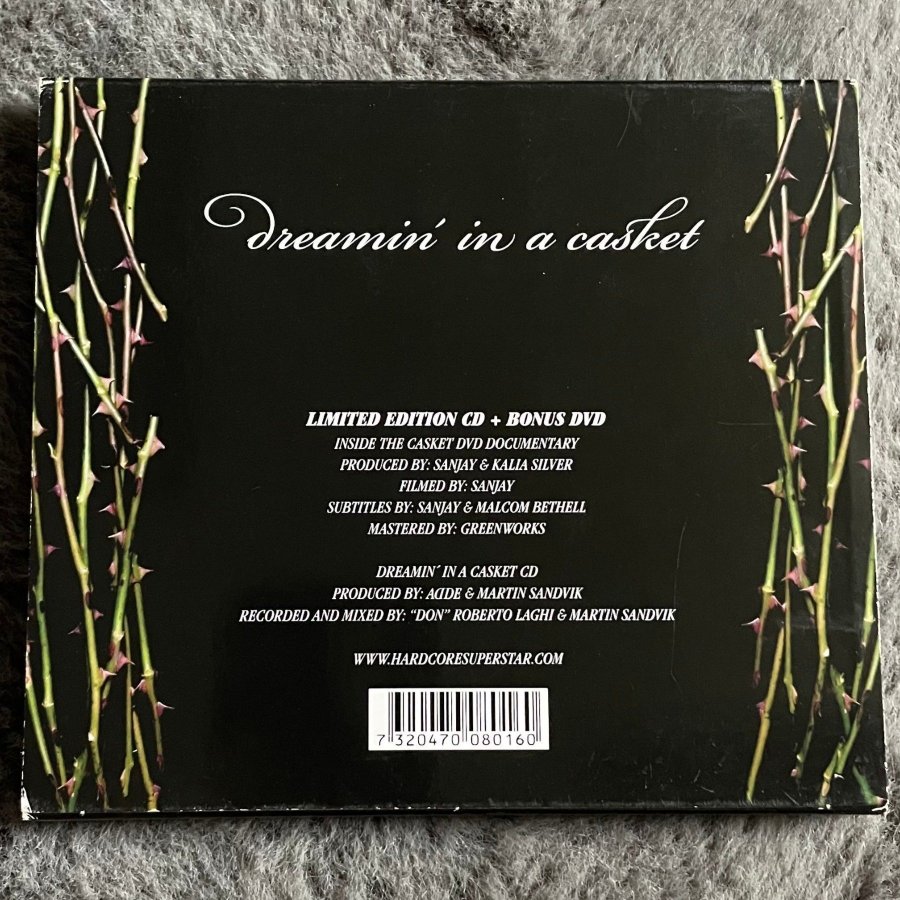 dreamin´ in a casket
LIMITED EDITION CD + BONUS DVD
INSIDE THE CASKET DVD DOCUMENTARY
PRODUCED BY: SANJAY & KALIA SILVER
FILMED BY: SANJAY
SUBTITLES BY: SANJAY & MALCOM BETHELL
MASTERED BY: GREENWORKS
DREAMIN´ IN A CASKET CD
PRODUCED BY: ADDE & MARTIN SANDVIK
RECORDED AND MIXED BY: “DON” ROBERTO LAGHI & MARTIN SANDVIK
WWW.HARDCORESUPERSTAR.COM
7 320470 080160